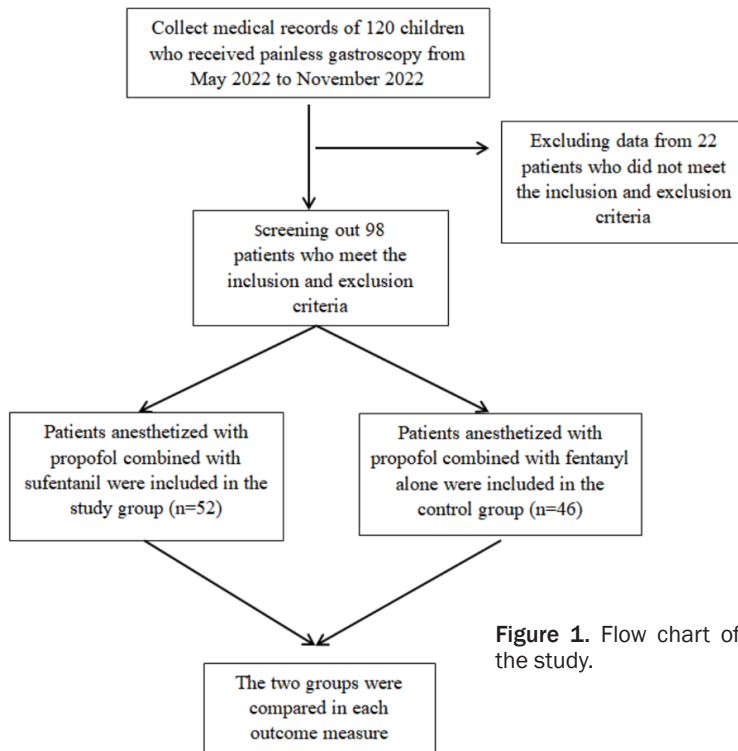 Collect medical records of 120 children
who received painless gastroscopy from
May 2022 to November 2022
Excluding data from 22
patients who did not meet
the inclusion and exclusion
criteria
Screening out 98
patients who meet the
inclusion and exclusion
criteria
Patients anesthetized with
propofol combined with
sufentanil were included in the
study group (n=52)
Patients anesthetized with
propofol combined with fentanyl
alone were included in the
control group (n=46)
The two groups were
compared in each
outcome measure
Figure 1. Flow chart of
the study.